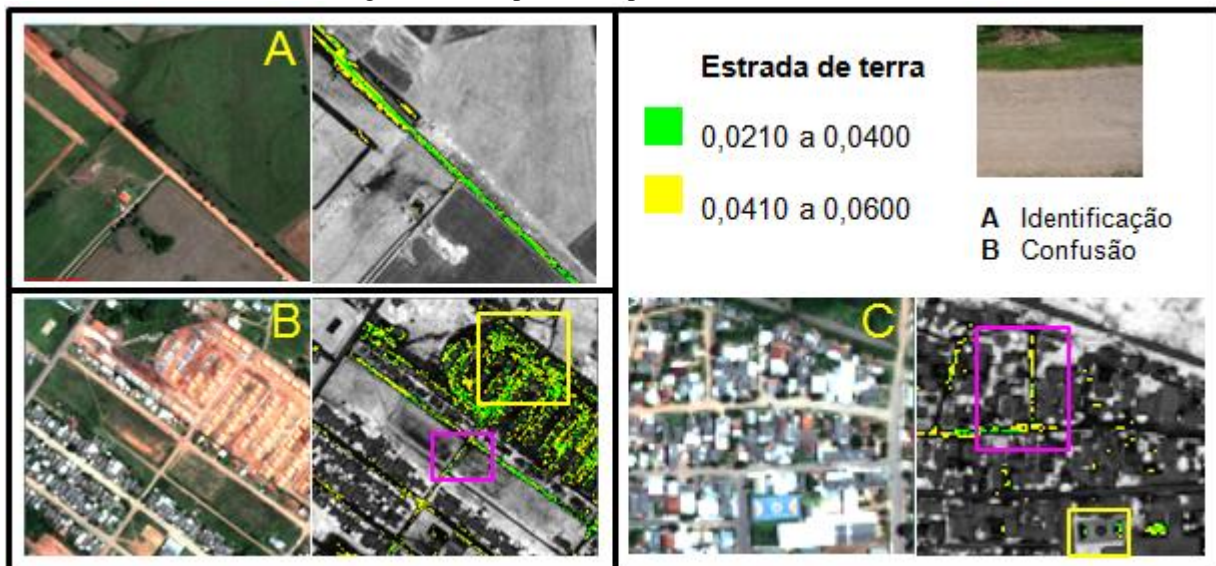 A
Estrada de terra
0,0210 a 0,0400
0,0410 a 0,0600
A Identificação
B Confusão
B
C